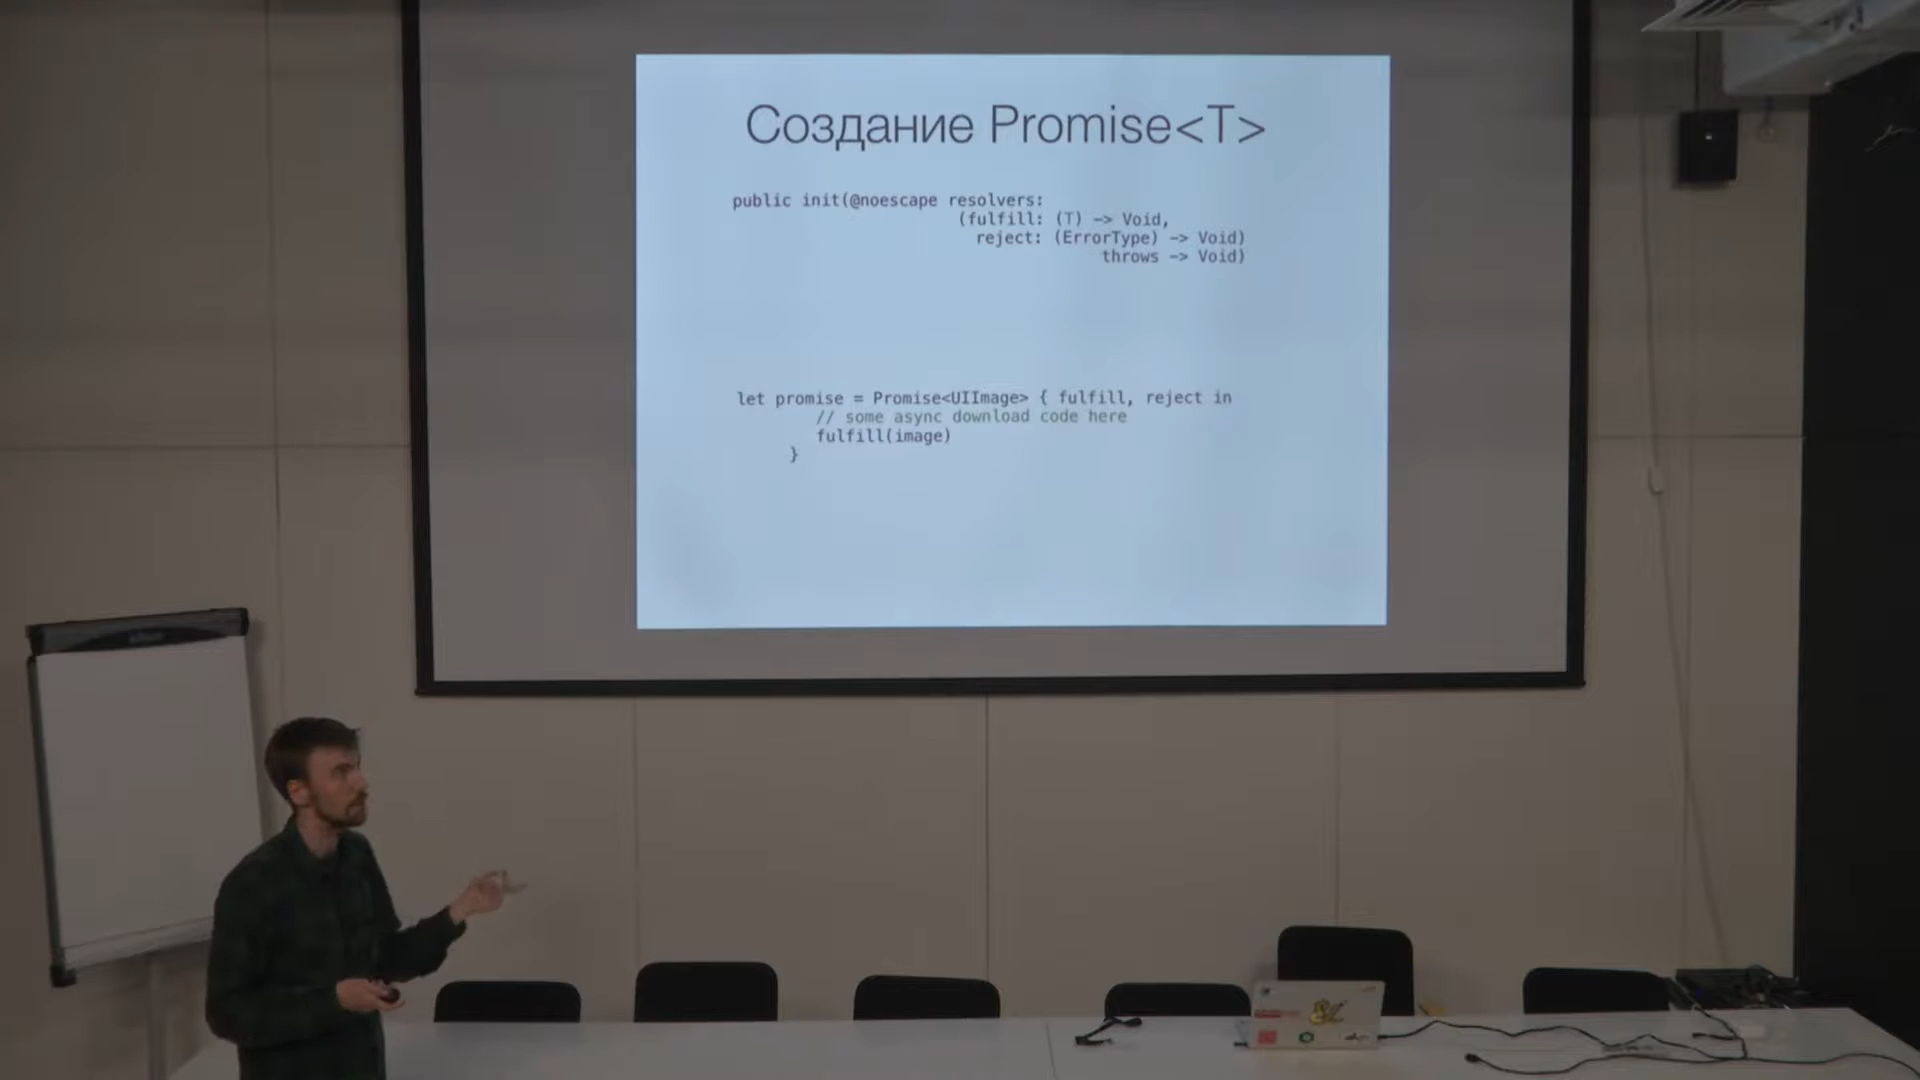 Создание Promise<T>
public init(@noescape resolvers:
(fulfill: (T) -> Void,
reject: (ErrorType) -> Void)
throws -> Void)
let promise = Promise<UIImage> { fulfill, reject in
// some async download code here
fulfill(image)
}